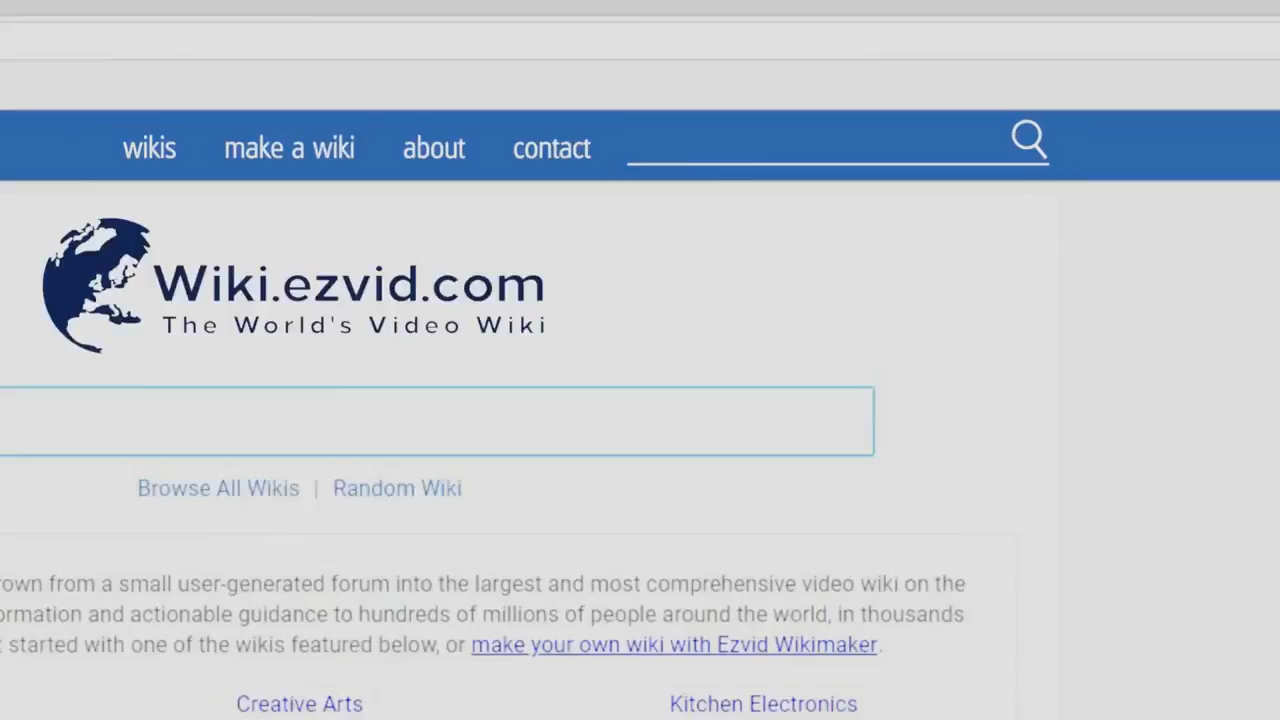 wikis make a wiki about contact
Wiki.ezvid.com
The World's Video Wiki
Browse All Wikis | Random Wiki
from a small user-generated forum into the largest and most comprehensive video wiki on the
and actionable guidance to hundreds of millions of people around the world, in thousands
started with one of the wikis featured below, or make your own wiki with Ezvid Wikimaker.
Creative Arts Kitchen Electronics